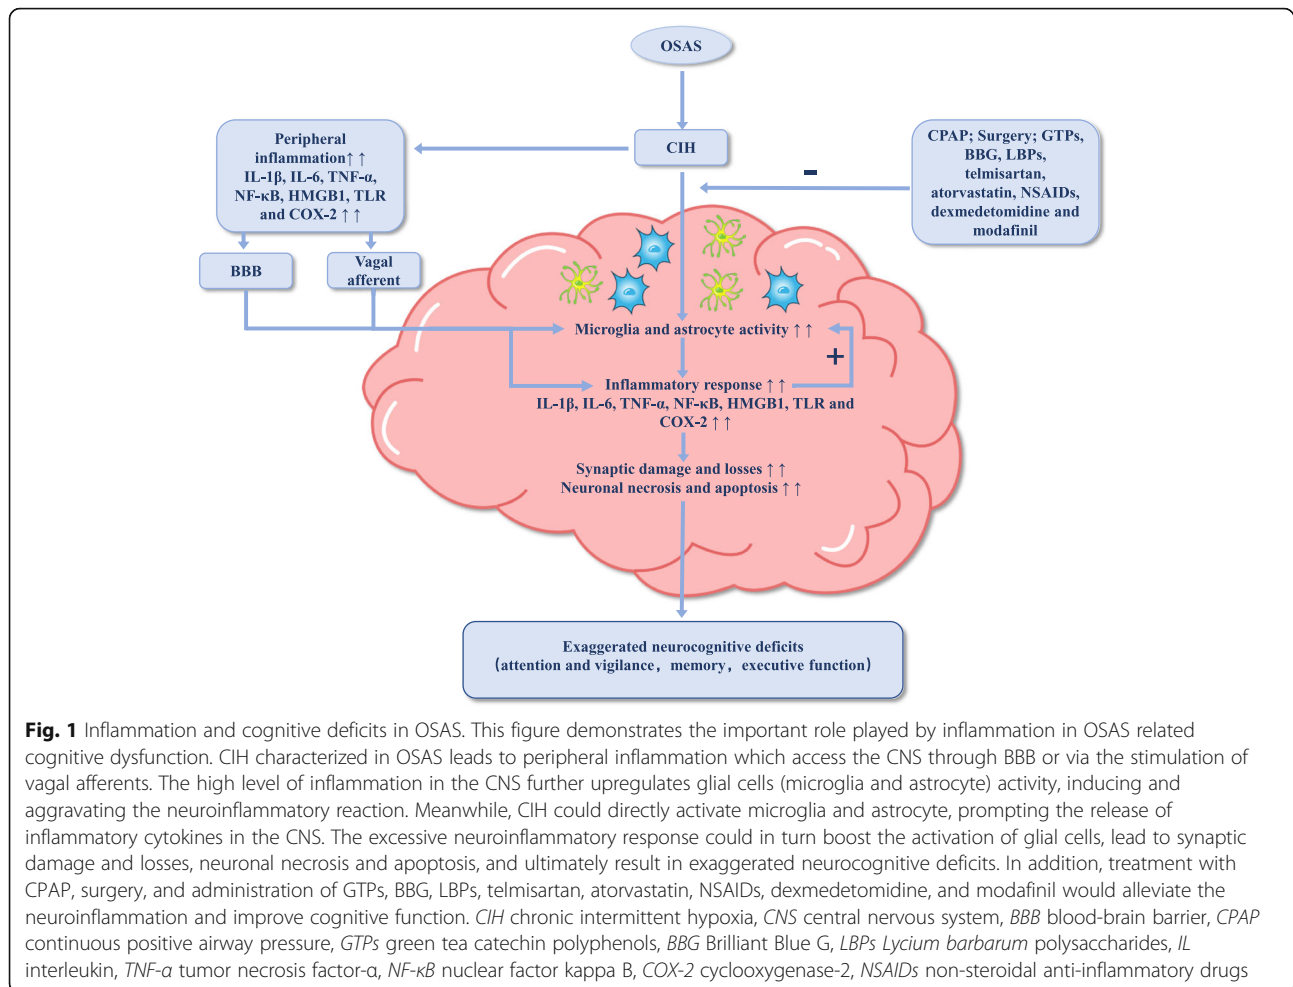 OSAS
CIH
Peripheral
inflammation↑ ↑
IL-1β, IL-6, TNF-α,
NF-κB, HMGB1, TLR
and COX-2 ↑ ↑
CPAP; Surgery; GTPs,
BBG, LBPs,
telmisartan,
atorvastatin, NSAIDs,
dexmedetomidine and
modafinil
-
BBB
Vagal
afferent
Microglia and astrocyte activity ↑ ↑
+
Inflammatory response ↑ ↑
IL-1β, IL-6, TNF-α, NF-κB, HMGB1, TLR and
COX-2 ↑ ↑
Synaptic damage and losses ↑ ↑
Neuronal necrosis and apoptosis ↑ ↑
Exaggerated neurocognitive deficits
(attention and vigilance，memory，executive function)
Fig. 1 Inflammation and cognitive deficits in OSAS. This figure demonstrates the important role played by inflammation in OSAS related
cognitive dysfunction. CIH characterized in OSAS leads to peripheral inflammation which access the CNS through BBB or via the stimulation of
vagal afferents. The high level of inflammation in the CNS further upregulates glial cells (microglia and astrocyte) activity, inducing and
aggravating the neuroinflammatory reaction. Meanwhile, CIH could directly activate microglia and astrocyte, prompting the release of
inflammatory cytokines in the CNS. The excessive neuroinflammatory response could in turn boost the activation of glial cells, lead to synaptic
damage and losses, neuronal necrosis and apoptosis, and ultimately result in exaggerated neurocognitive deficits. In addition, treatment with
CPAP, surgery, and administration of GTPs, BBG, LBPs, telmisartan, atorvastatin, NSAIDs, dexmedetomidine, and modafinil would alleviate the
neuroinflammation and improve cognitive function. CIH chronic intermittent hypoxia, CNS central nervous system, BBB blood-brain barrier, CPAP
continuous positive airway pressure, GTPs green tea catechin polyphenols, BBG Brilliant Blue G, LBPs Lycium barbarum polysaccharides, IL
interleukin, TNF-α tumor necrosis factor-α, NF-κB nuclear factor kappa B, COX-2 cyclooxygenase-2, NSAIDs non-steroidal anti-inflammatory drugs